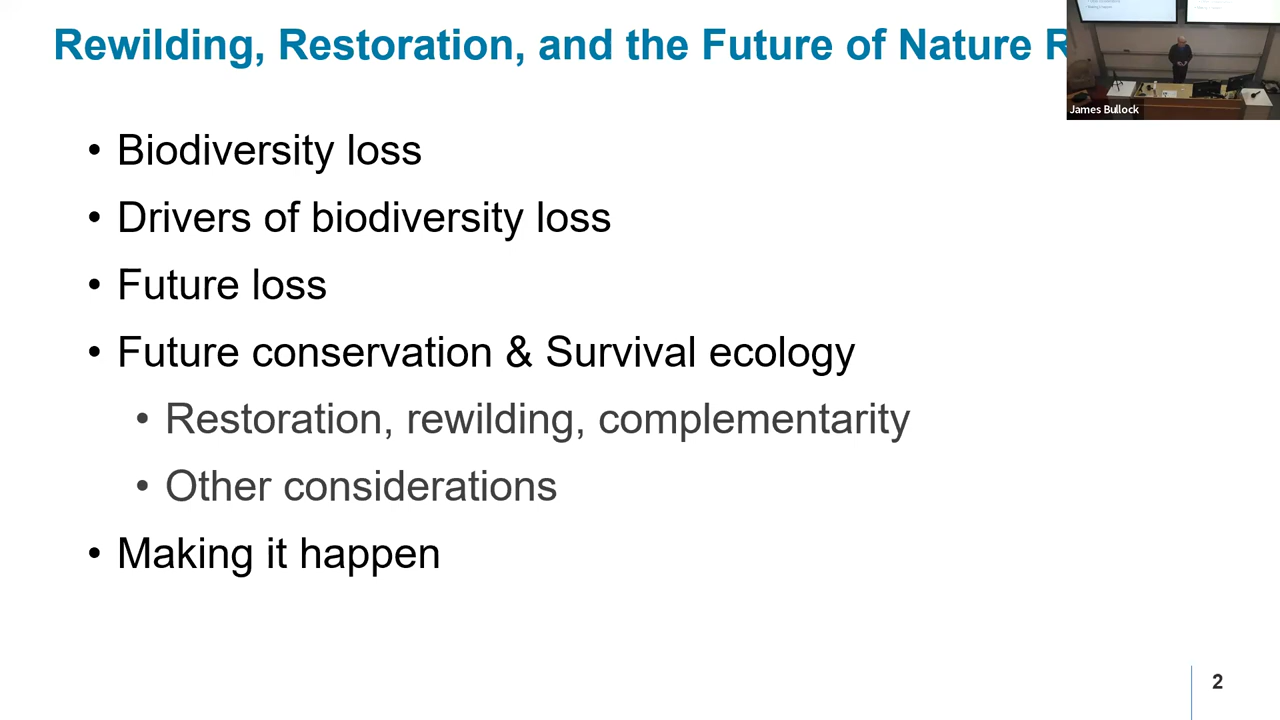 Rewilding, Restoration, and the Future of Nature
James Bullock
• Biodiversity loss
• Drivers of biodiversity loss
• Future loss
• Future conservation & Survival ecology
• Restoration, rewilding, complementarity
• Other considerations
• Making it happen
2